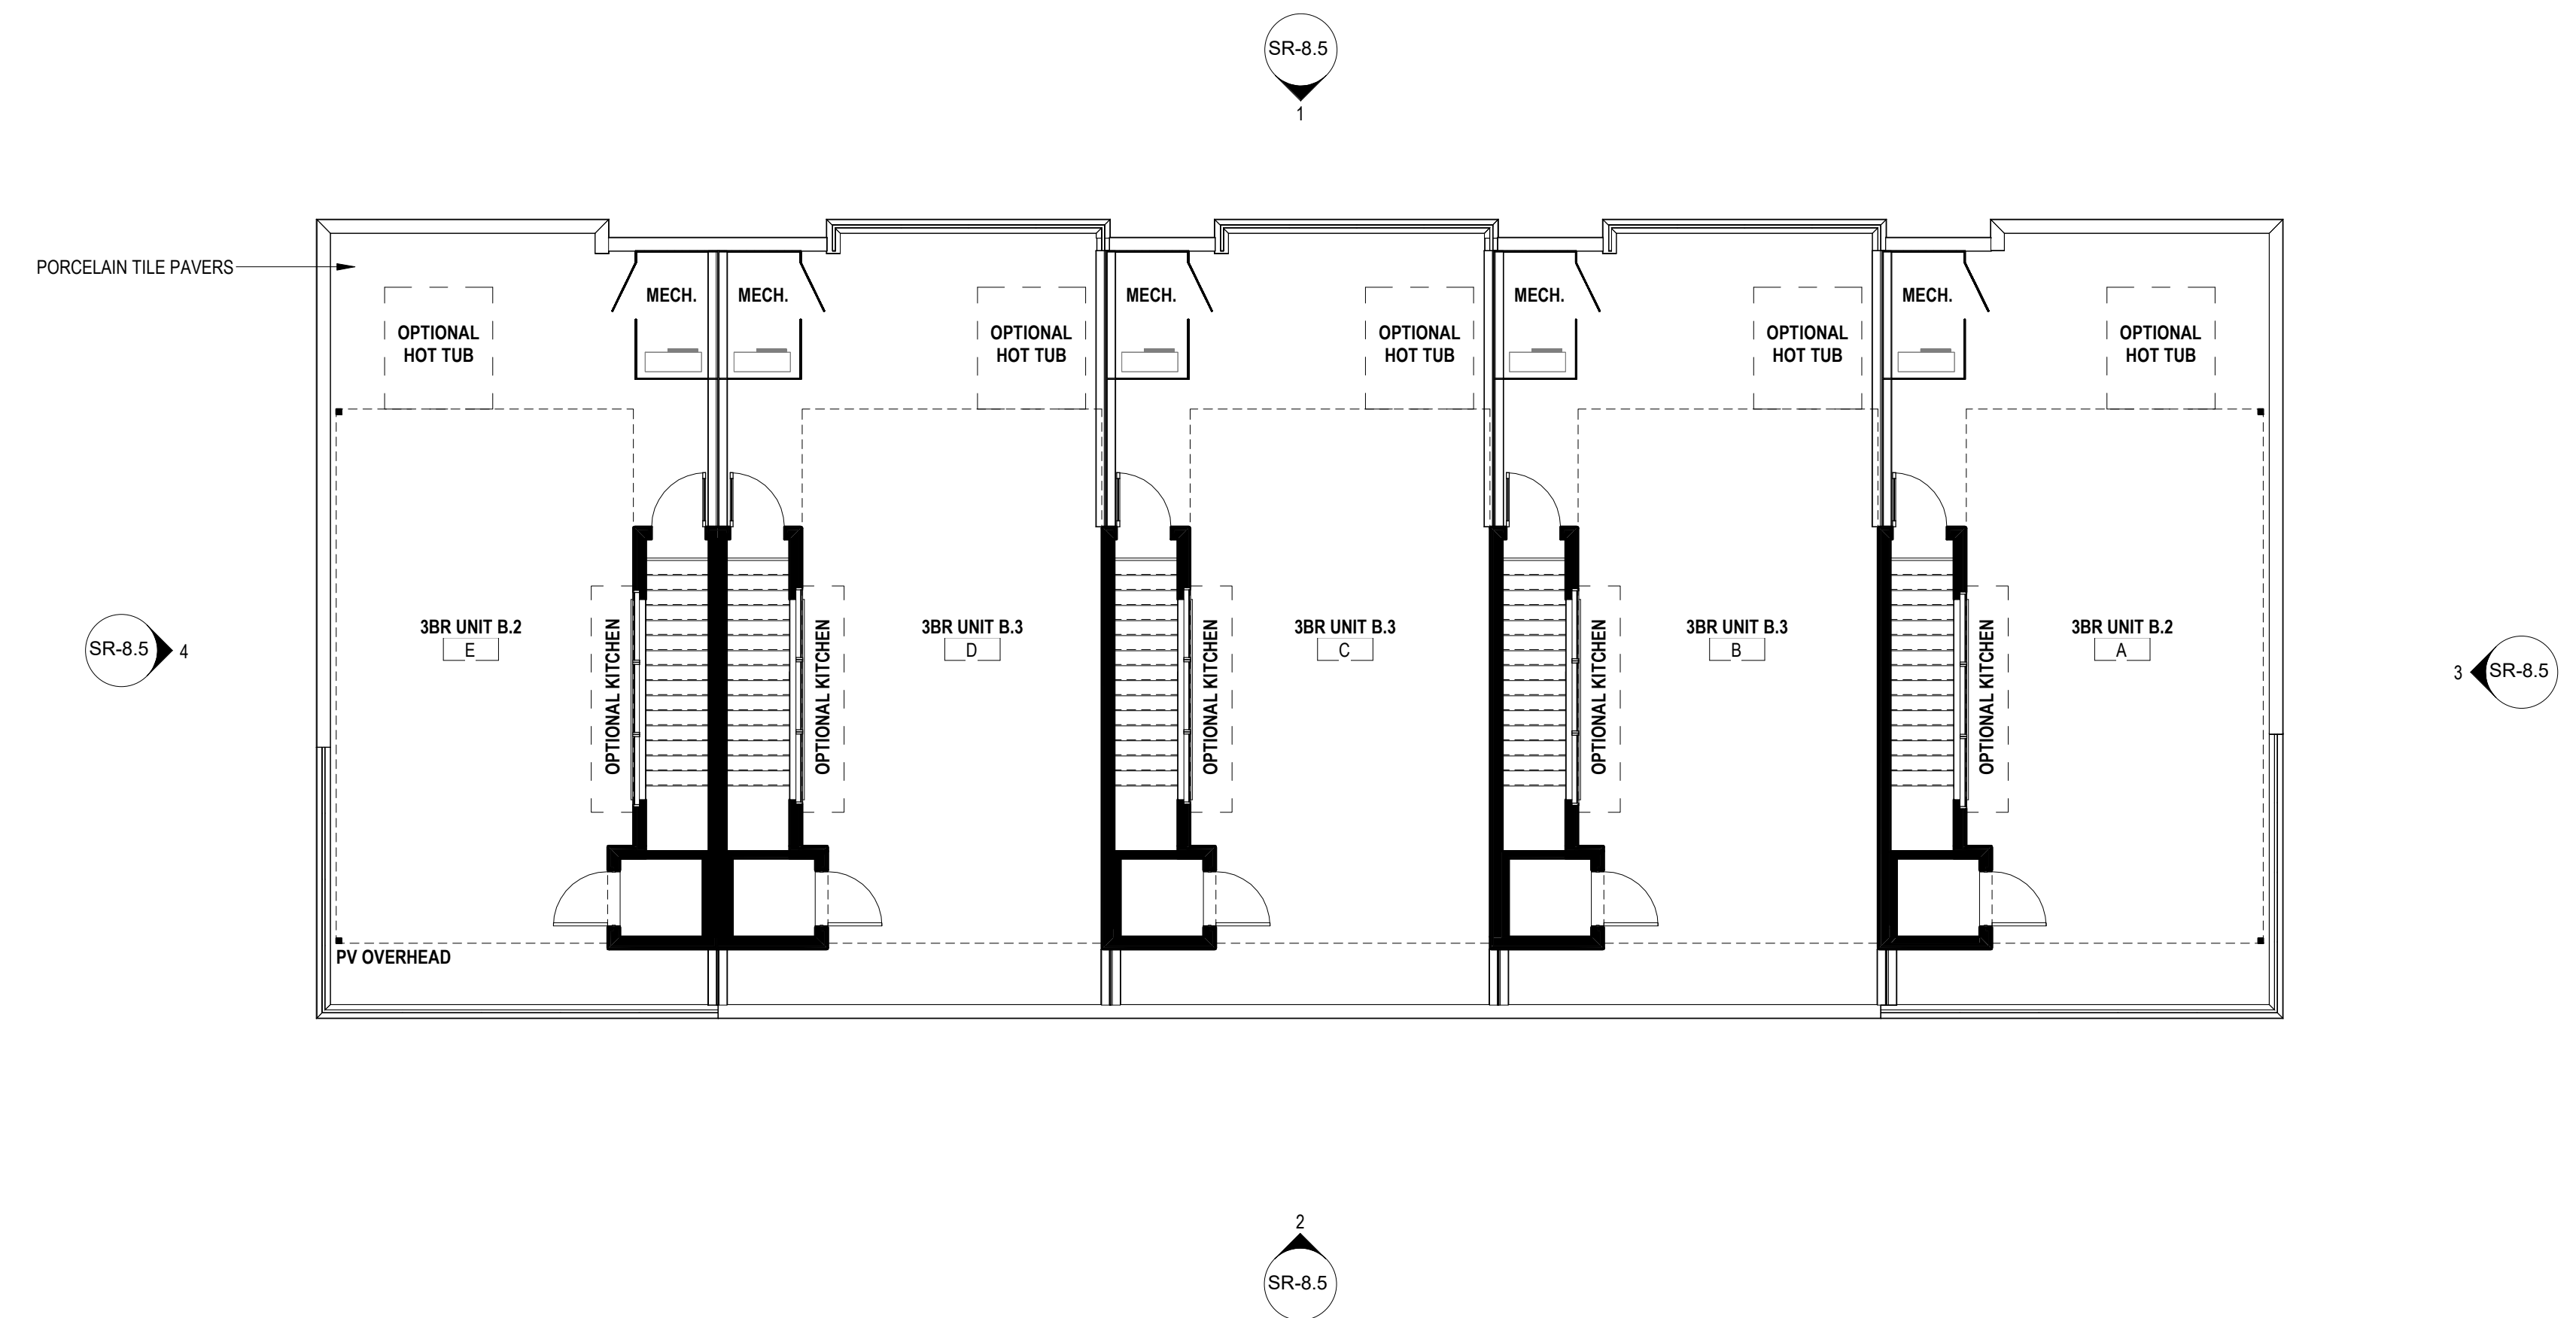 SR-8.5
1
PORCELAIN TILE PAVERS
MECH.
MECH.
MECH.
MECH.
MECH.
OPTIONAL
HOT TUB
OPTIONAL
HOT TUB
OPTIONAL
HOT TUB
OPTIONAL
HOT TUB
OPTIONAL
HOT TUB
3BR UNIT B.2
E
OPTIONAL KITCHEN
OPTIONAL KITCHEN
3BR UNIT B.3
D
OPTIONAL KITCHEN
3BR UNIT B.3
C
OPTIONAL KITCHEN
3BR UNIT B.3
B
OPTIONAL KITCHEN
3BR UNIT B.2
A
SR-8.5
4
3
SR-8.5
PV OVERHEAD
2
SR-8.5